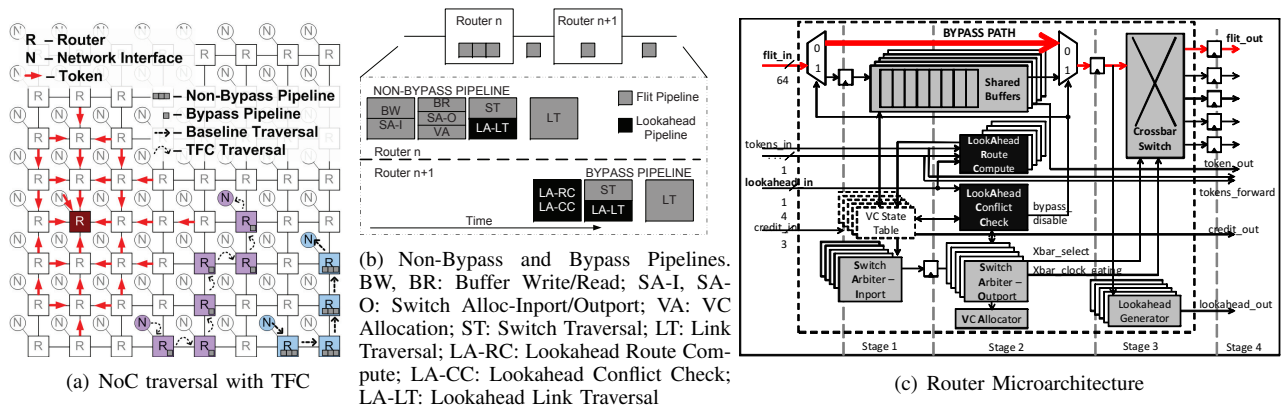 R – Router
N – Network Interface
Token
Non-Bypass Pipeline
Bypass Pipeline
Baseline Traversal
TFC Traversal
(a) NoC traversal with TFC
Router n
Router n+1
NON-BYPASS PIPELINE
BW
SA-I
BR
SA-O
VA
ST
LA-LT
LT
Flit Pipeline
Lookahead
Pipeline
Router n
Router n+1
BYPASS PIPELINE
LA-RC
LA-CC
ST
LA-LT
LT
Time
(b) Non-Bypass and Bypass Pipelines.
BW, BR: Buffer Write/Read; SA-I, SA-
O: Switch Alloc-Inport/Outport; VA: VC
Allocation; ST: Switch Traversal; LT: Link
Traversal; LA-RC: Lookahead Route Com-
pute; LA-CC: Lookahead Conflict Check;
LA-LT: Lookahead Link Traversal
BYPASS PATH
flit_in
64
0
1
Shared
Buffers
0
1
Crossbar
Switch
flit_out
tokens_in
1
LookAhead
Route
Compute
token_out
tokens_forward
lookahead_in
1
4
LookAhead
Conflict
Check
bypass_
disable
VC State
Table
credit_in
3
credit_out
Xbar_select
Xbar_clock_gating
Switch
Arbiter –
Inport
Switch
Arbiter –
Outport
VC Allocator
Lookahead
Generator
lookahead_out
Stage 1
Stage 2
Stage 3
Stage 4
(c) Router Microarchitecture